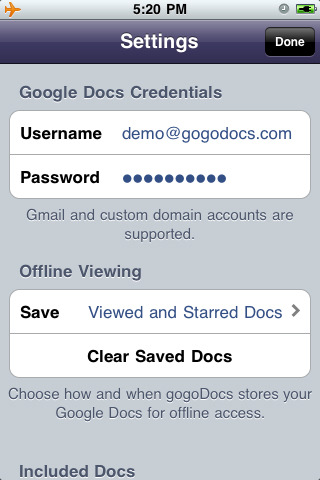 5:20 PM
Settings
Done
Google Docs Credentials
Username demo@gogodocs.com
Password ●●●●●●●●●●
Gmail and custom domain accounts are
supported.
Offline Viewing
Save Viewed and Starred Docs
Clear Saved Docs
Choose how and when gogoDocs stores your
Google Docs for offline access.
Included Docs